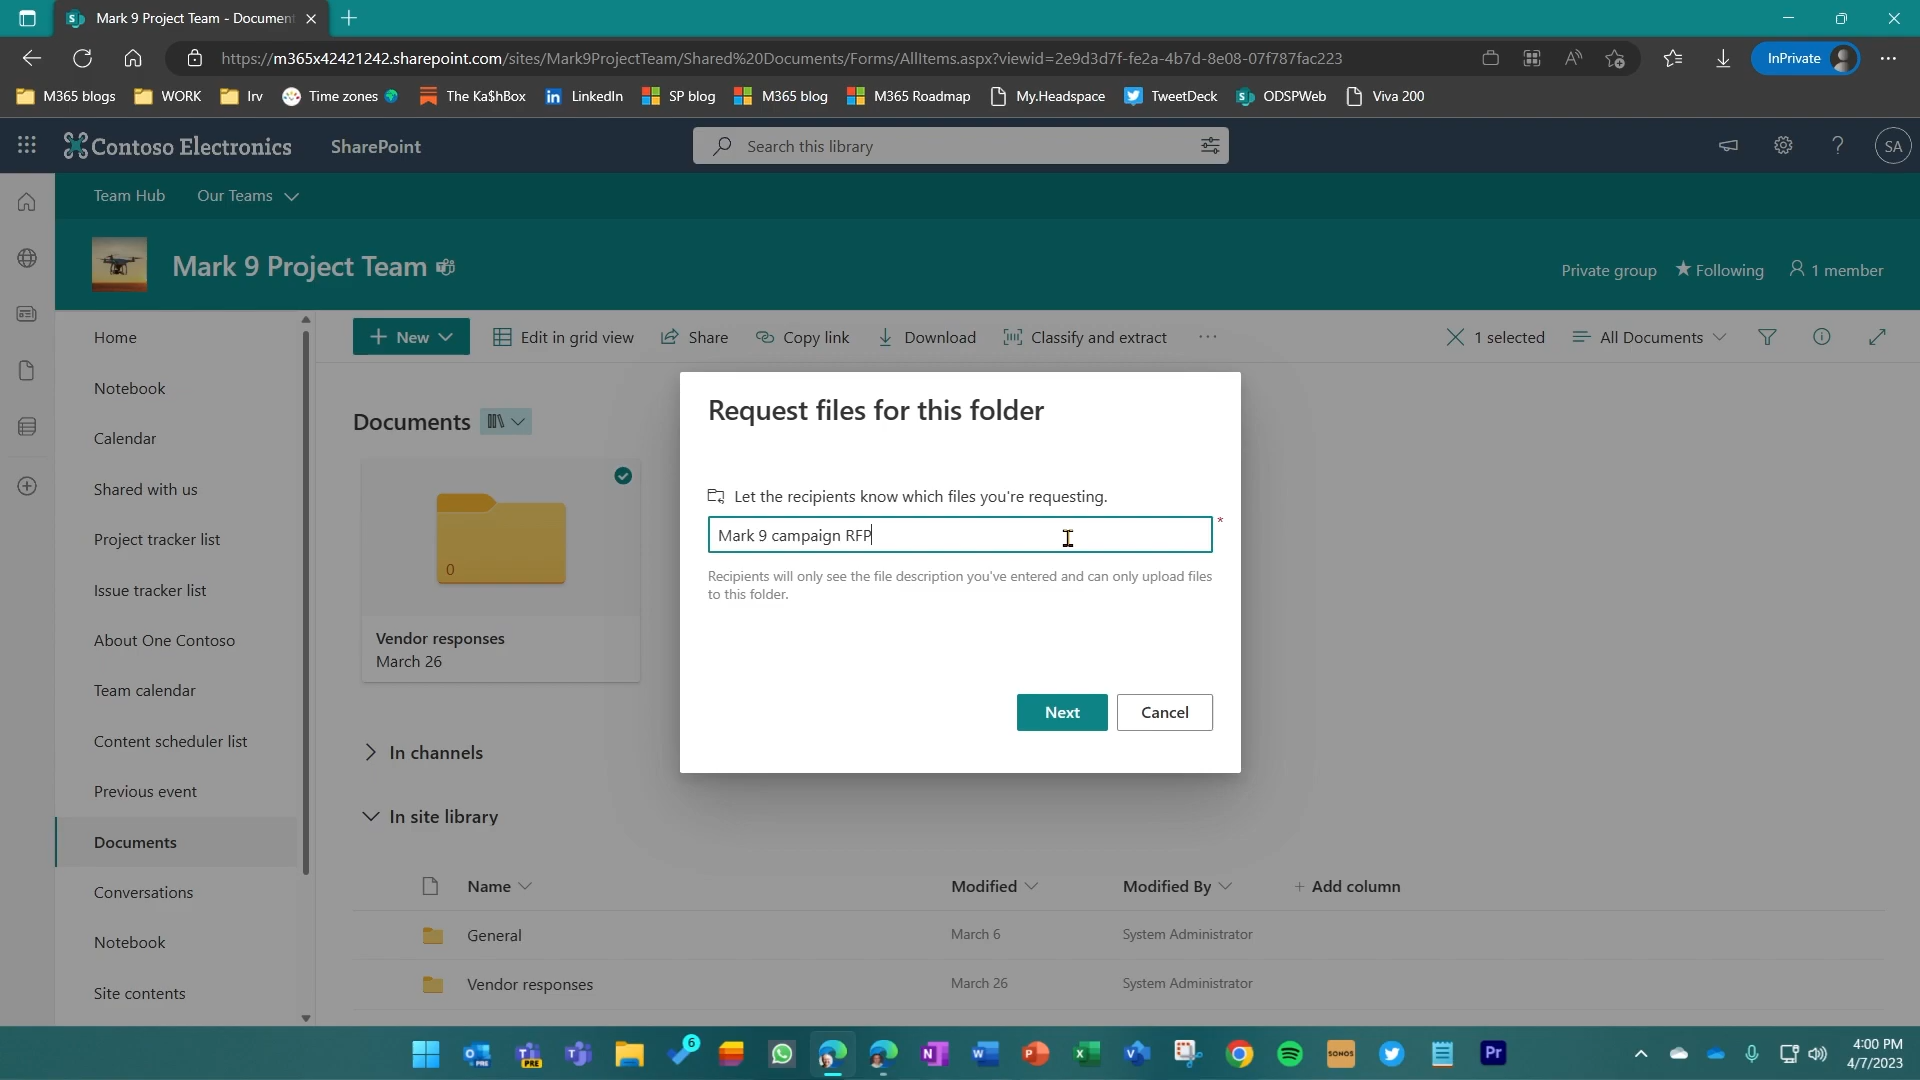 Mark 9 Project Team - Document
https://m365x42421242.sharepoint.com/sites/Mark9ProjectTeam/Shared%20Documents/Forms/AllItems.aspx?viewid=2e9d3d7f-fe2a-4b7d-8e08-07f787fac223
InPrivate
M365 blogs WORK Irv Time zones The Ka$hBox LinkedIn SP blog M365 blog M365 Roadmap My.Headspace TweetDeck ODSPWeb Viva 200
Contoso Electronics SharePoint Search this library SA
Team Hub Our Teams
Mark 9 Project Team
Private group Following 1 member
Home
Notebook
Calendar
Shared with us
Project tracker list
Issue tracker list
About One Contoso
Team calendar
Content scheduler list
Previous event
Documents
Conversations
Notebook
Site contents
New Edit in grid view Share Copy link Download Classify and extract ... 1 selected All Documents
Documents
0
Vendor responses
March 26
Request files for this folder
Let the recipients know which files you're requesting.
Mark 9 campaign RFP
*
Recipients will only see the file description you've entered and can only upload files
to this folder.
Next Cancel
In channels
In site library
Name Modified Modified By + Add column
General March 6 System Administrator
Vendor responses March 26 System Administrator
PRE
PRE
6
SONOS
Pr
4:00 PM
4/7/2023